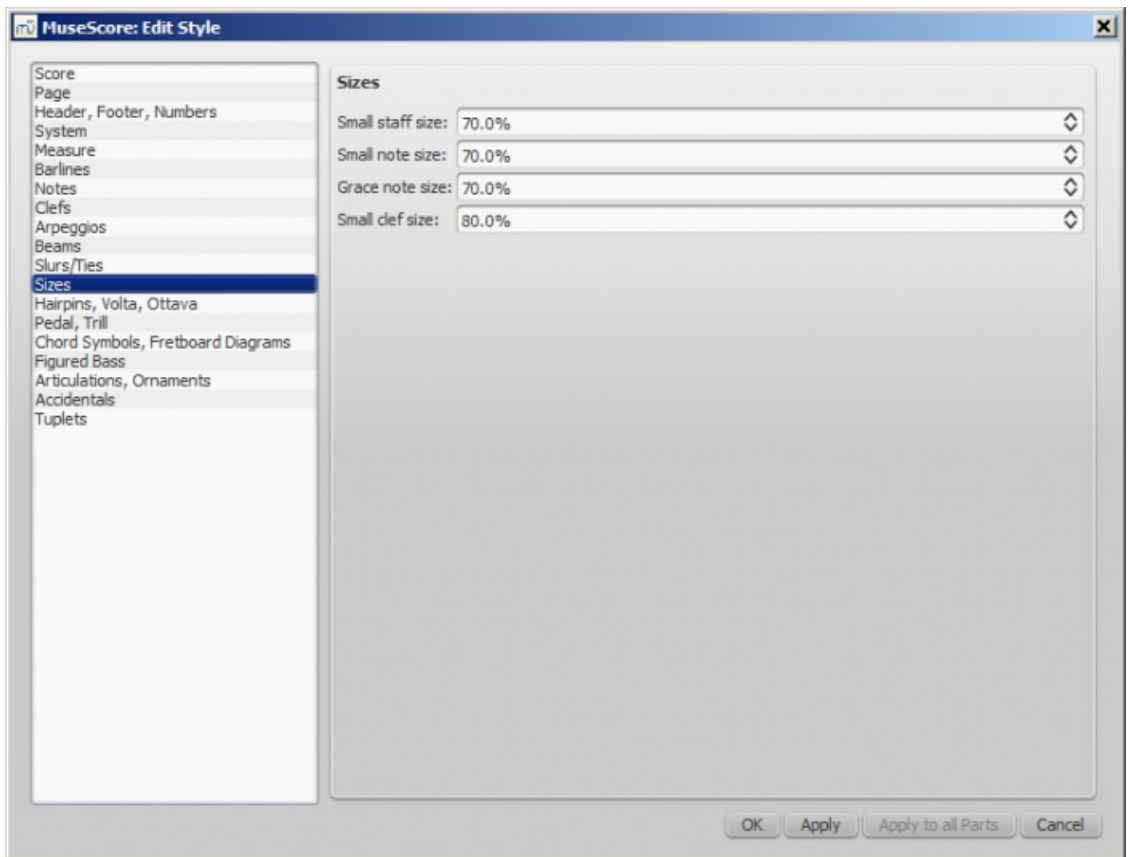 MuseScore: Edit Style
Score
Page
Header, Footer, Numbers
System
Measure
Barlines
Notes
Clefs
Arpeggios
Beams
Slurs/Ties
Sizes
Hairpins, Volta, Ottava
Pedal, Trill
Chord Symbols, Fretboard Diagrams
Figured Bass
Articulations, Ornaments
Accidentals
Tuplets
Sizes
Small staff size: 70.0%
Small note size: 70.0%
Grace note size: 70.0%
Small clef size: 80.0%
OK Apply Apply to all Parts Cancel